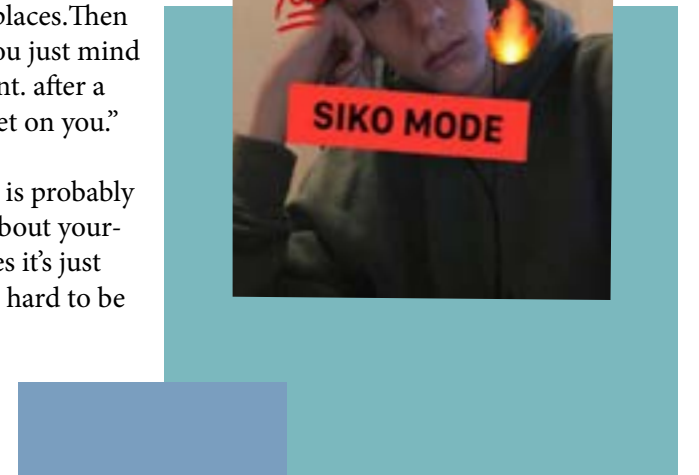 places.Then
ou just mind
nt. after a
et on you.”
is probably
bout your-
es it’s just
hard to be
SIKO MODE